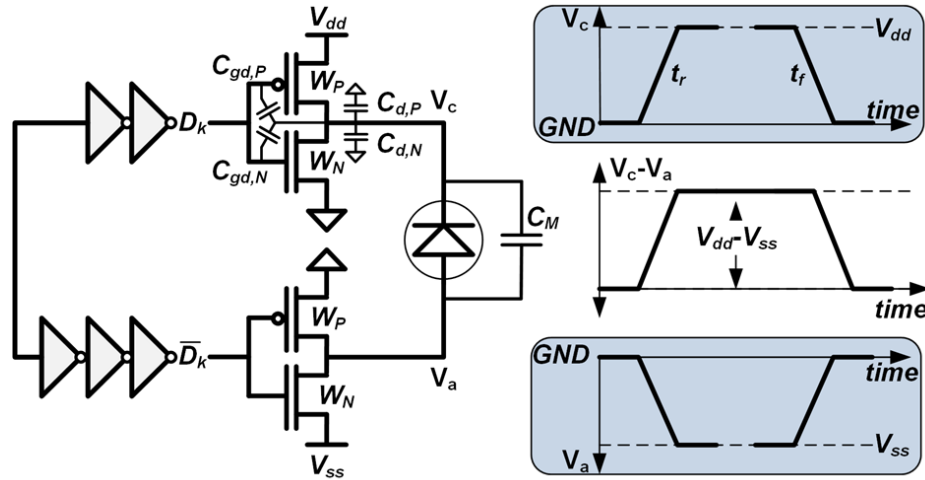 V_dd
C_gd,P
W_P
D_k
C_d,P
C_d,N
V_c
C_gd,N
W_N
C_M
W_P
D̅_k
W_N
V_a
V_ss
V_c
V_dd
t_r
t_f
time
GND
V_c-V_a
V_dd-V_ss
time
GND
time
V_ss
V_a